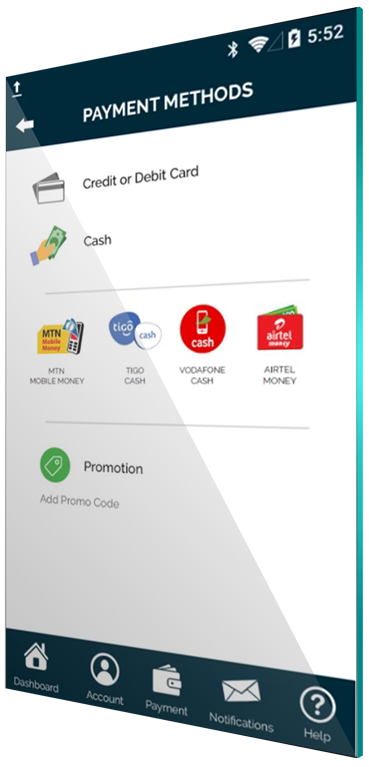 5:52
PAYMENT METHODS
Credit or Debit Card
Cash
MTN
Mobile
Money
tigo
cash
cash
airtel
money
MTN
MOBILE MONEY
TIGO
CASH
VODAFONE
CASH
AIRTEL
MONEY
Promotion
Add Promo Code
Dashboard
Account
Payment
Notifications
Help